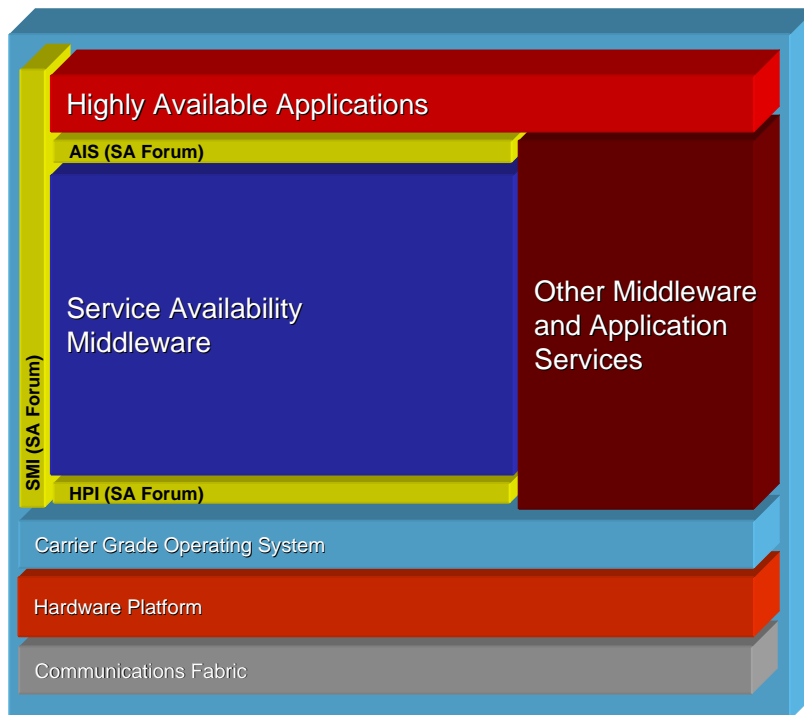 Highly Available Applications
AIS (SA Forum)
Service Availability
Middleware
Other Middleware
and Application
Services
SMI (SA Forum)
HPI (SA Forum)
Carrier Grade Operating System
Hardware Platform
Communications Fabric